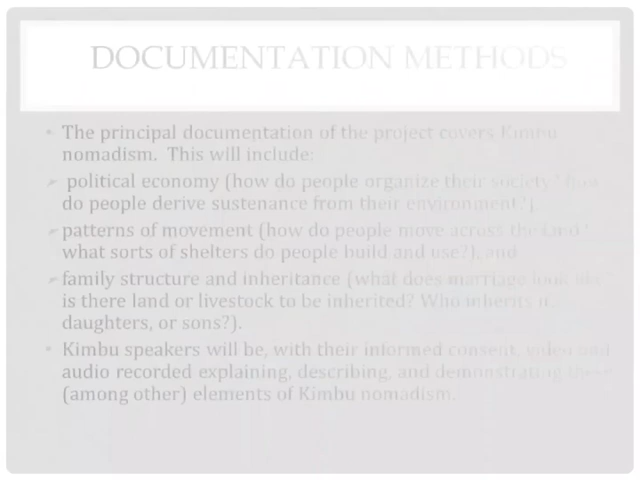 DOCUMENTATION METHODS
• The principal documentation of the project covers Kimbu
nomadism. This will include:
➢ political economy (how do people organize their society? how
do people derive sustenance from their environment?),
➢ patterns of movement (how do people move across the land?
what sorts of shelters do people build and use?), and
➢ family structure and inheritance (what does marriage look like?
is there land or livestock to be inherited? Who inherits
daughters, or sons?).
• Kimbu speakers will be, with their informed consent, video and
audio recorded explaining, describing, and demonstrating these
(among other) elements of Kimbu nomadism.